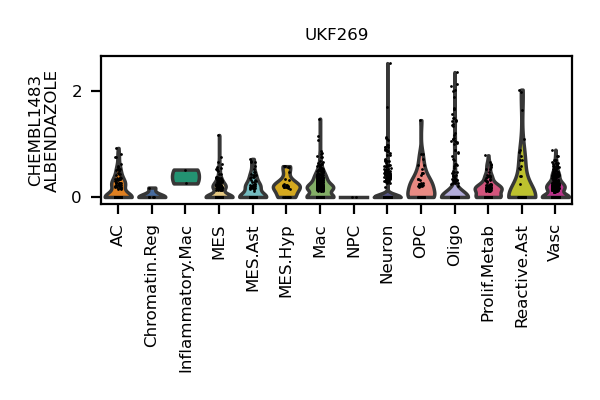 UKF269
CHEMBL1483
ALBENDAZOLE
2
0
AC
Chromatin.Reg
Inflammatory.Mac
MES
MES.Ast
MES.Hyp
Mac
NPC
Neuron
OPC
Oligo
Prolif.Metab
Reactive.Ast
Vasc